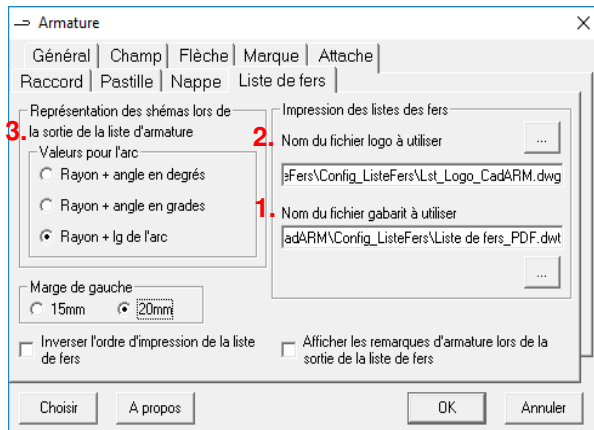 Armature
Général Champ Flèche Marque Attache
Raccord Pastille Nappe Liste de fers
Représentation des shémas lors de
3. la sortie de la liste d'armature
Valeurs pour l'arc
Rayon + angle en degrés
Rayon + angle en grades
Rayon + lg de l'arc
Marge de gauche
15mm 20mm
Inverser l'ordre d'impression de la liste
de fers
Impression des listes des fers
2. Nom du fichier logo à utiliser
...
eFers\Config_ListeFers\Lst_Logo_CadARM.dwg
1. Nom du fichier gabarit à utiliser
adARM\Config_ListeFers\Liste de fers_PDF.dwt
...
Afficher les remarques d'armature lors de la
sortie de la liste de fers
Choisir A propos OK Annuler